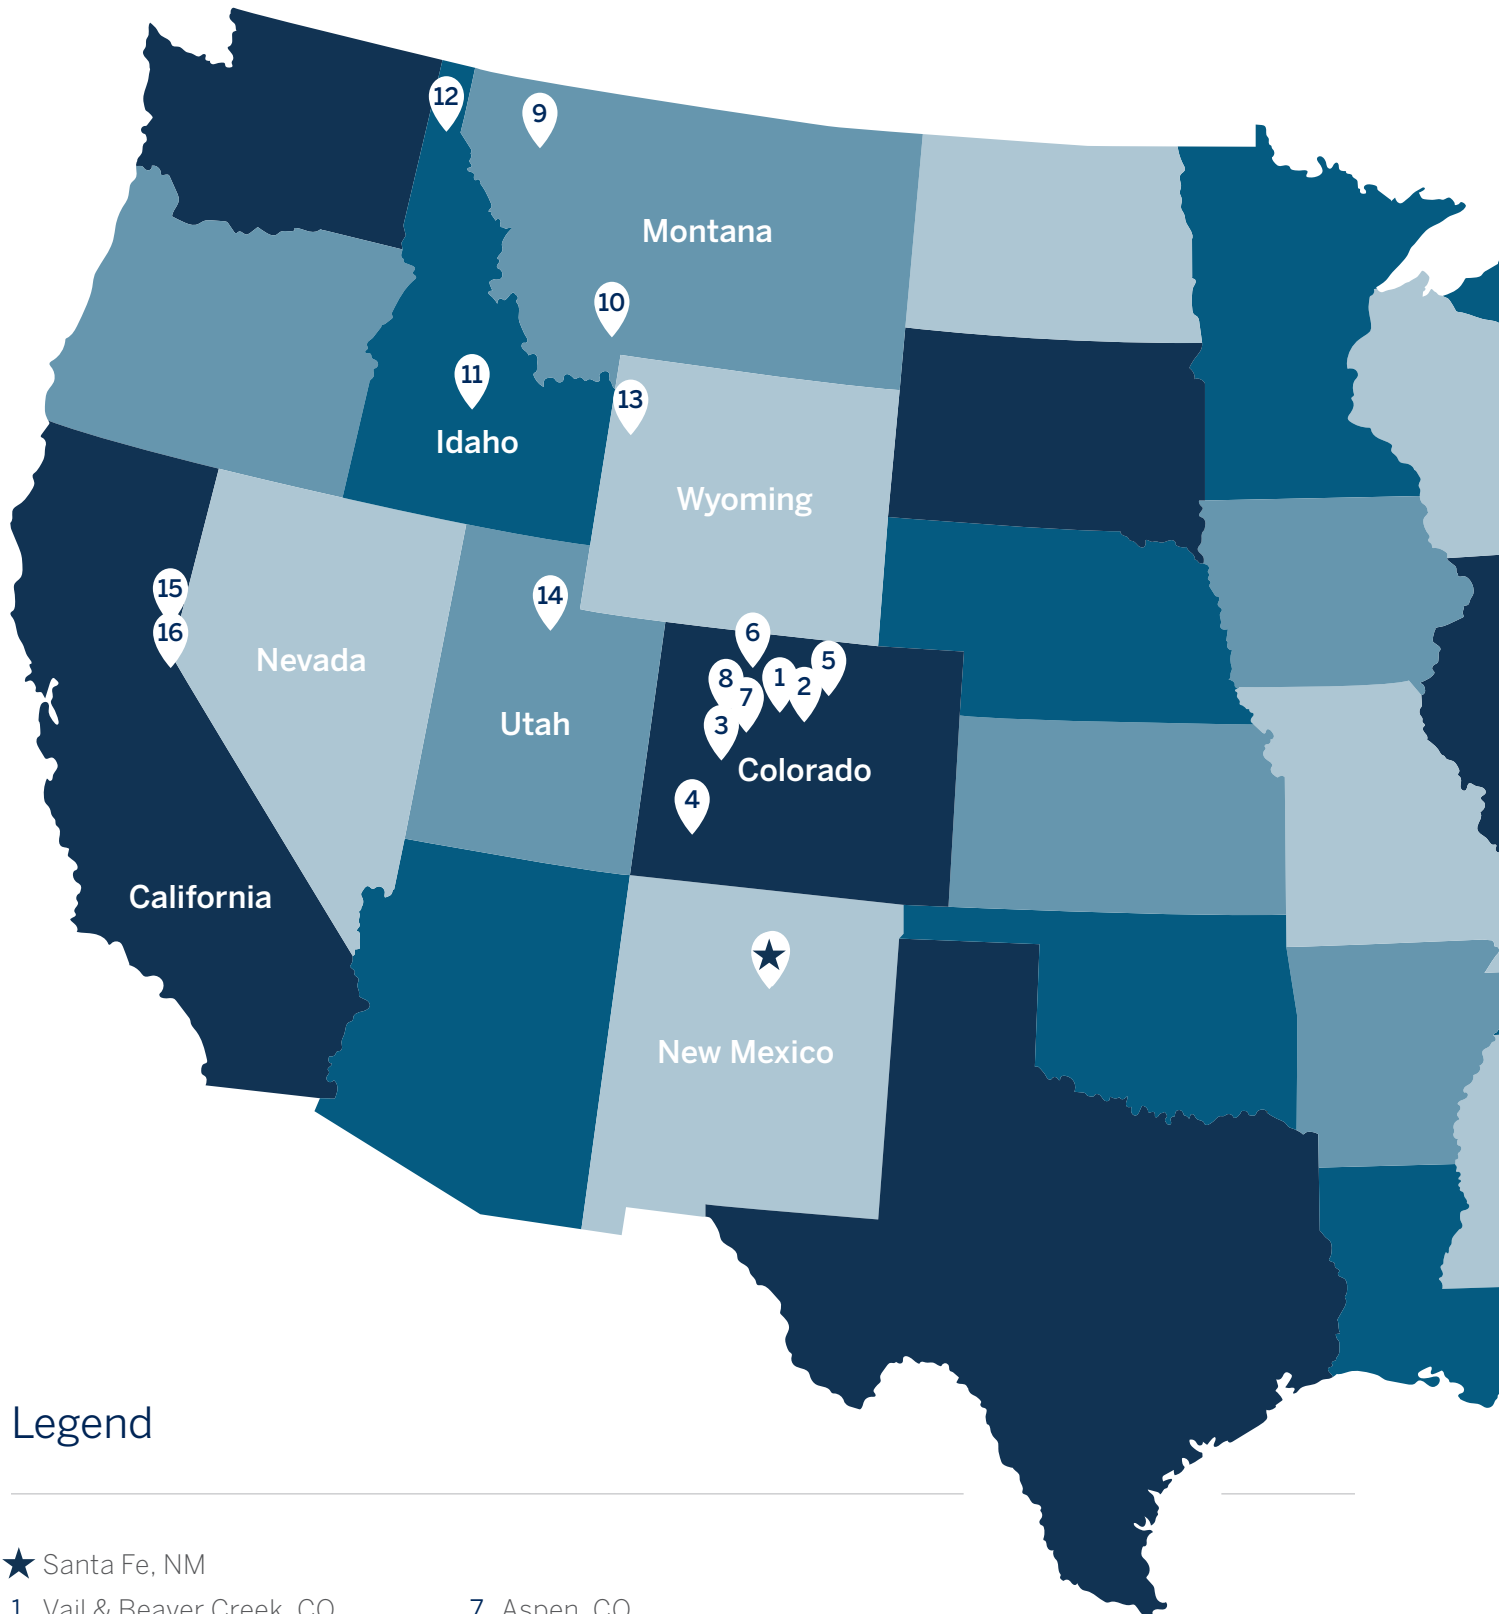 12
9
Montana
10
11
13
Idaho
Wyoming
15
14
16
6
Nevada
5
8
1
2
7
Utah
3
Colorado
4
California
New Mexico
Legend
★ Santa Fe, NM
1 Vail & Beaver Creek, CO
7 Aspen, CO